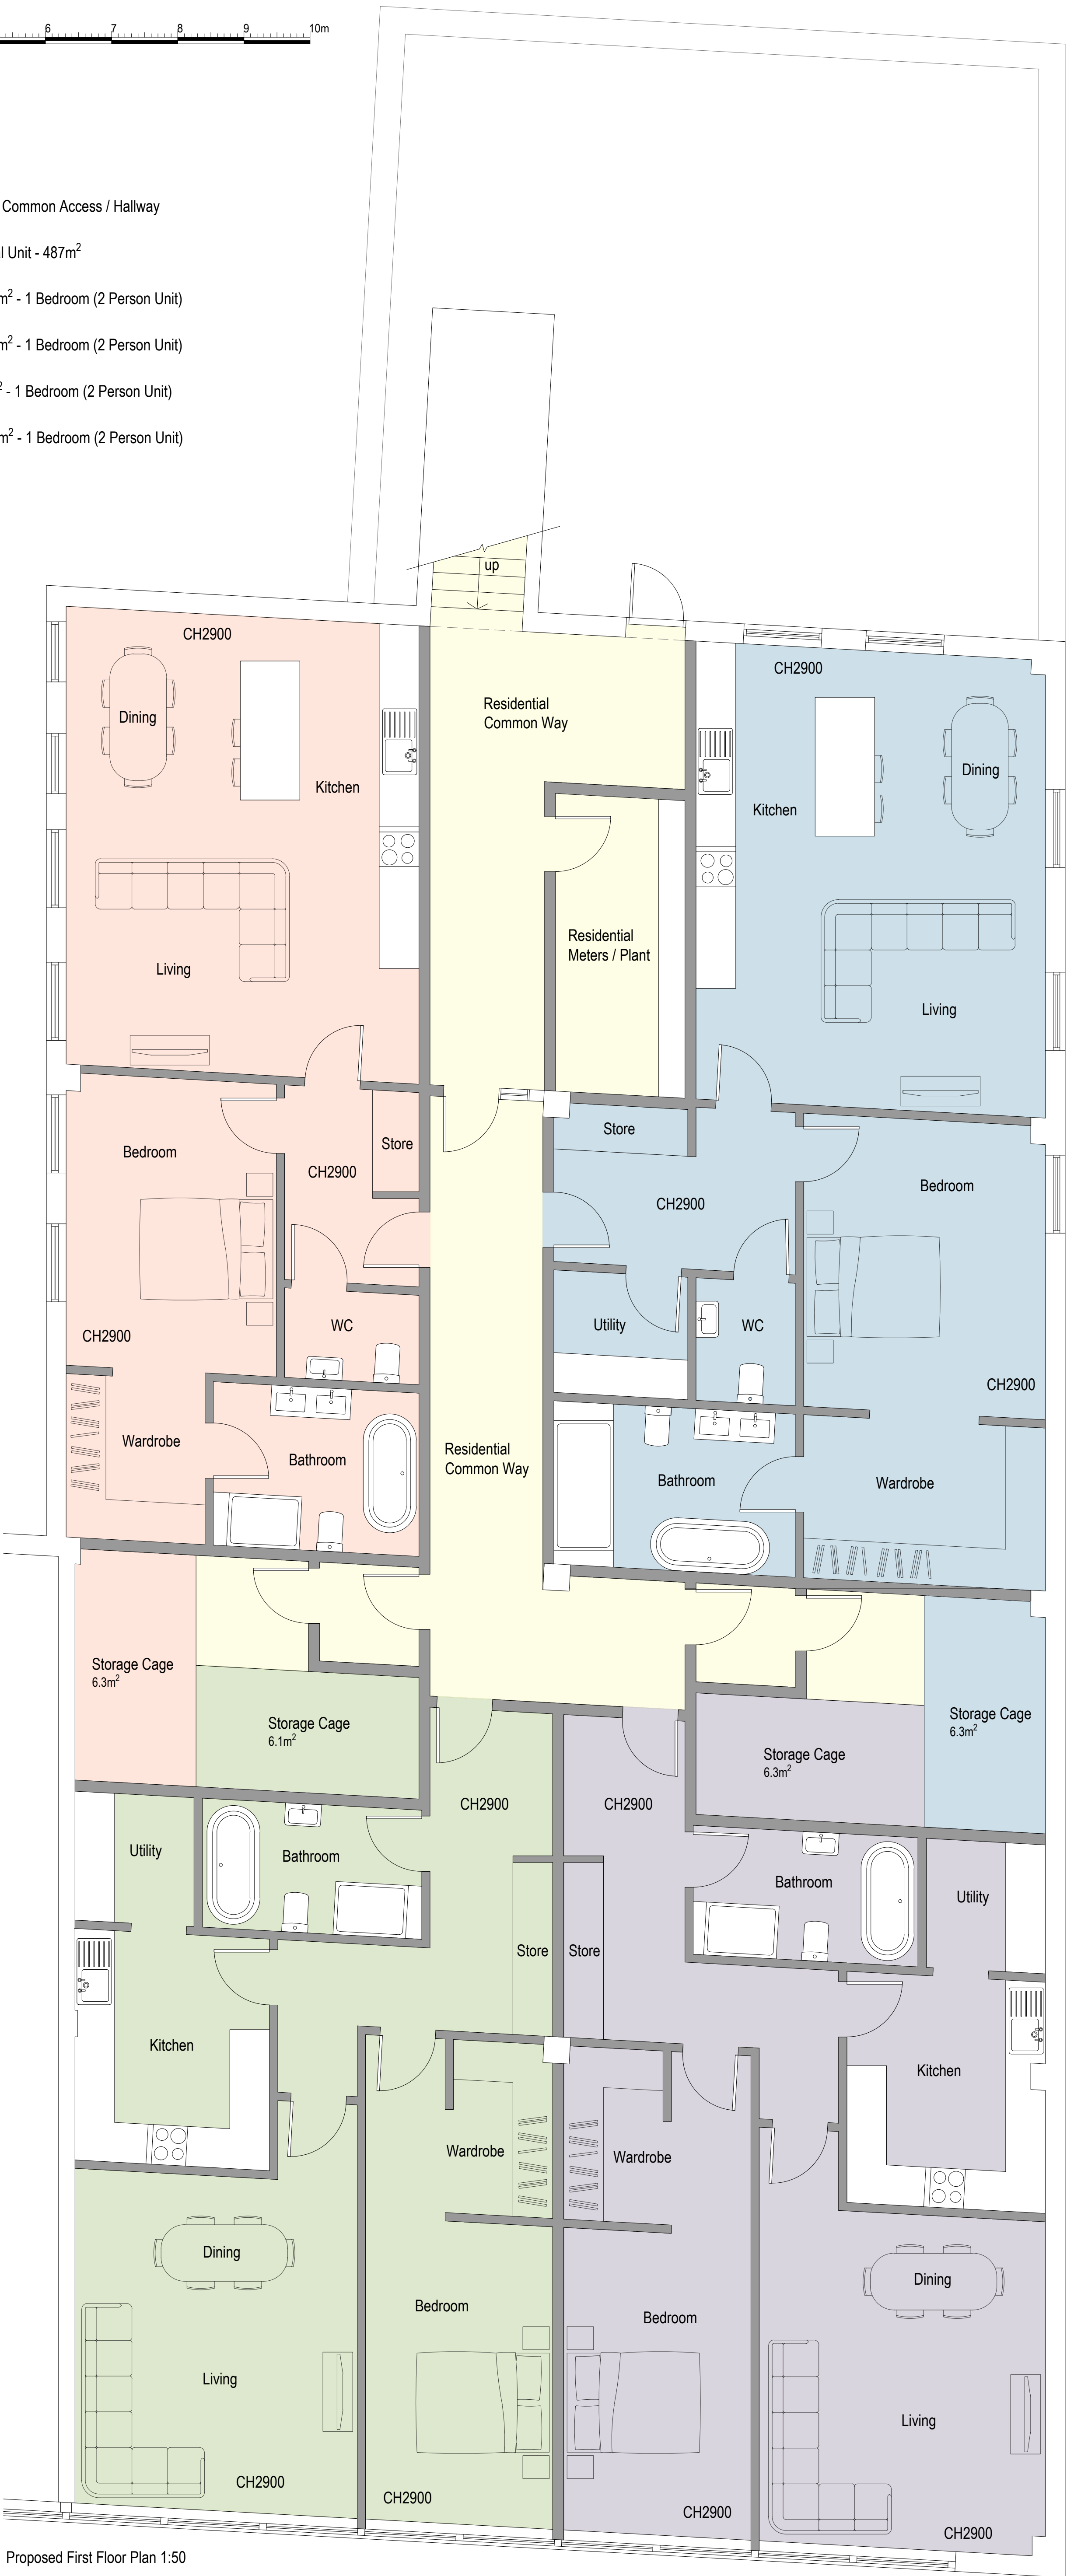 6 7 8 9 10m
Common Access / Hallway
l Unit - 487m²
m² - 1 Bedroom (2 Person Unit)
m² - 1 Bedroom (2 Person Unit)
² - 1 Bedroom (2 Person Unit)
m² - 1 Bedroom (2 Person Unit)
up
CH2900
Dining
Kitchen
Living
Residential
Common Way
CH2900
Dining
Kitchen
Living
Residential
Meters / Plant
Bedroom
Store
CH2900
WC
CH2900
Wardrobe
Bathroom
Store
CH2900
Bedroom
Utility
WC
CH2900
Bathroom
Wardrobe
Residential
Common Way
Storage Cage
6.3m²
Storage Cage
6.1m²
Storage Cage
6.3m²
Storage Cage
6.3m²
CH2900
CH2900
Utility
Bathroom
Bathroom
Utility
Store
Store
Kitchen
Kitchen
Wardrobe
Wardrobe
Dining
Bedroom
Bedroom
Dining
Living
Living
CH2900
CH2900
CH2900
CH2900
Proposed First Floor Plan 1:50